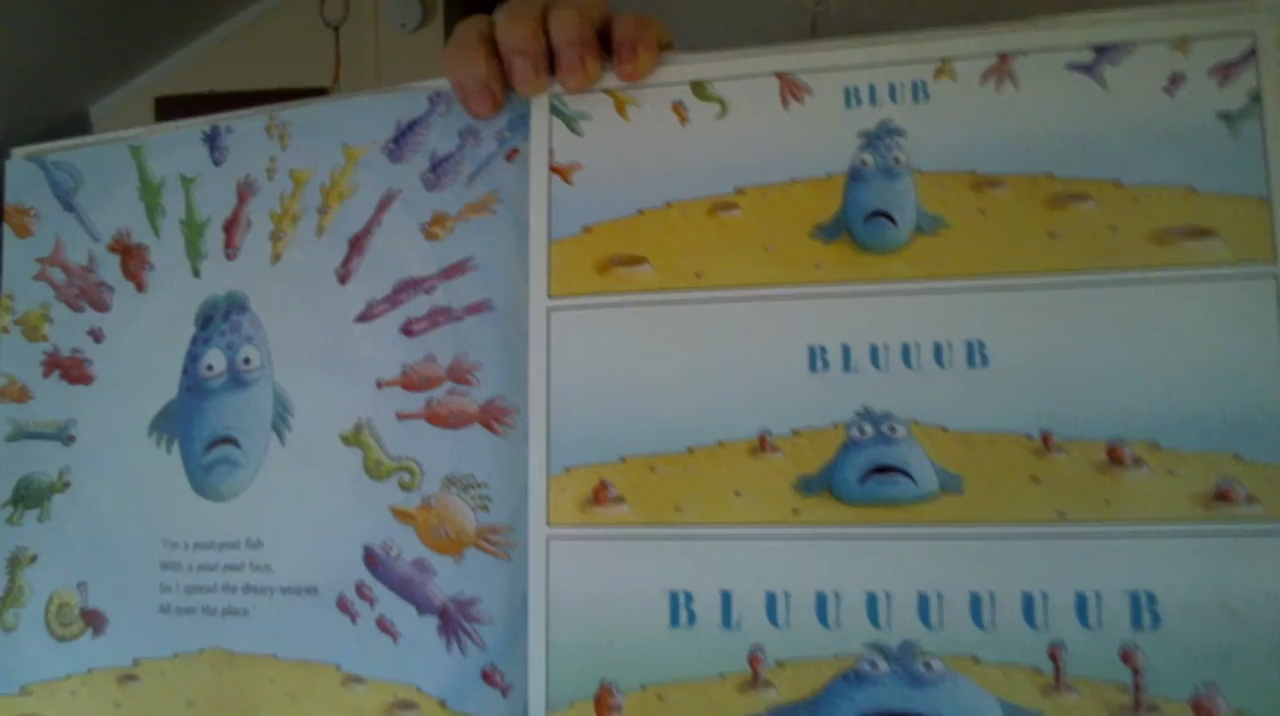 "I'm a pout-pout fish
With a pout-pout face,
So I spread the dreary-wearies
All over the place."
BLUB
BLUUUB
BLUUUUUUUB